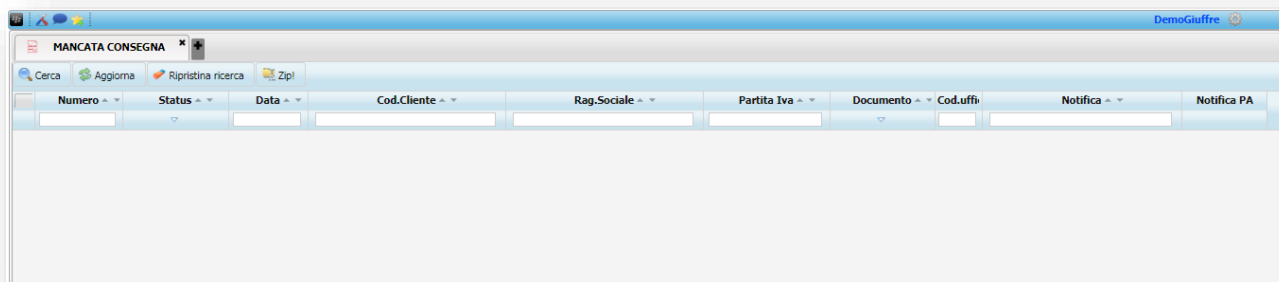 DemoGiuffre
MANCATA CONSEGNA
Cerca Aggiorna Ripristina ricerca Zip!
Numero Status Data Cod.Cliente Rag.Sociale Partita Iva Documento Cod.uffi Notifica Notifica PA